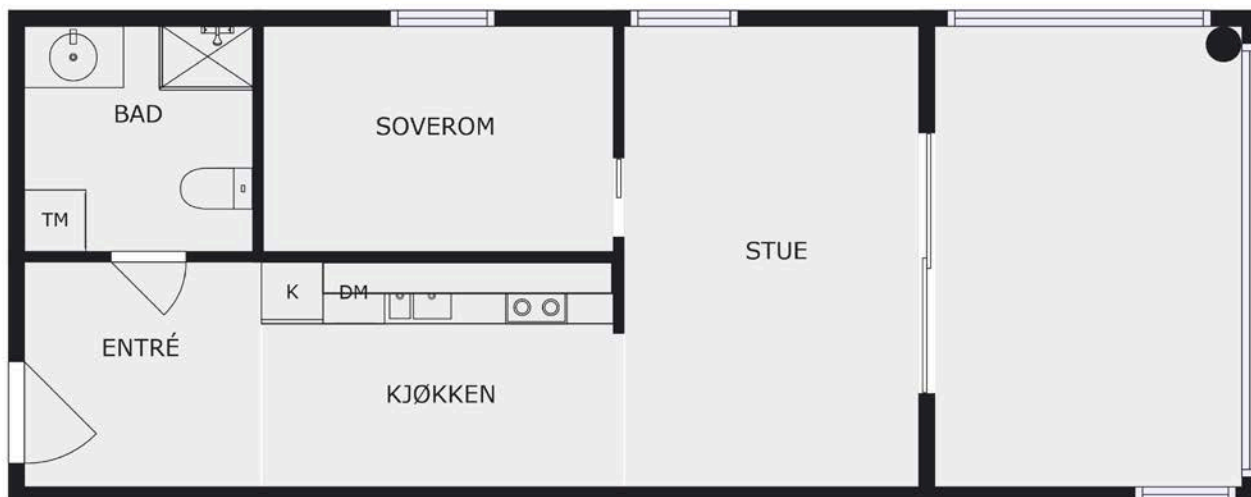 BAD
SOVEROM
TM
STUE
K
DM
ENTRÉ
KJØKKEN